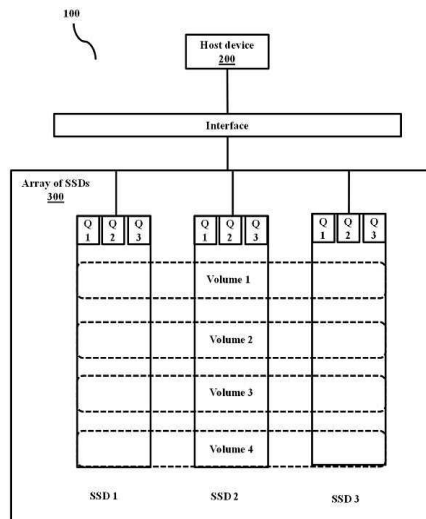 100
Host device
200
Interface
Array of SSDs
300
Q Q Q Q Q Q Q Q Q
1 2 3 1 2 3 1 2 3
Volume 1
Volume 2
Volume 3
Volume 4
SSD 1 SSD 2 SSD 3